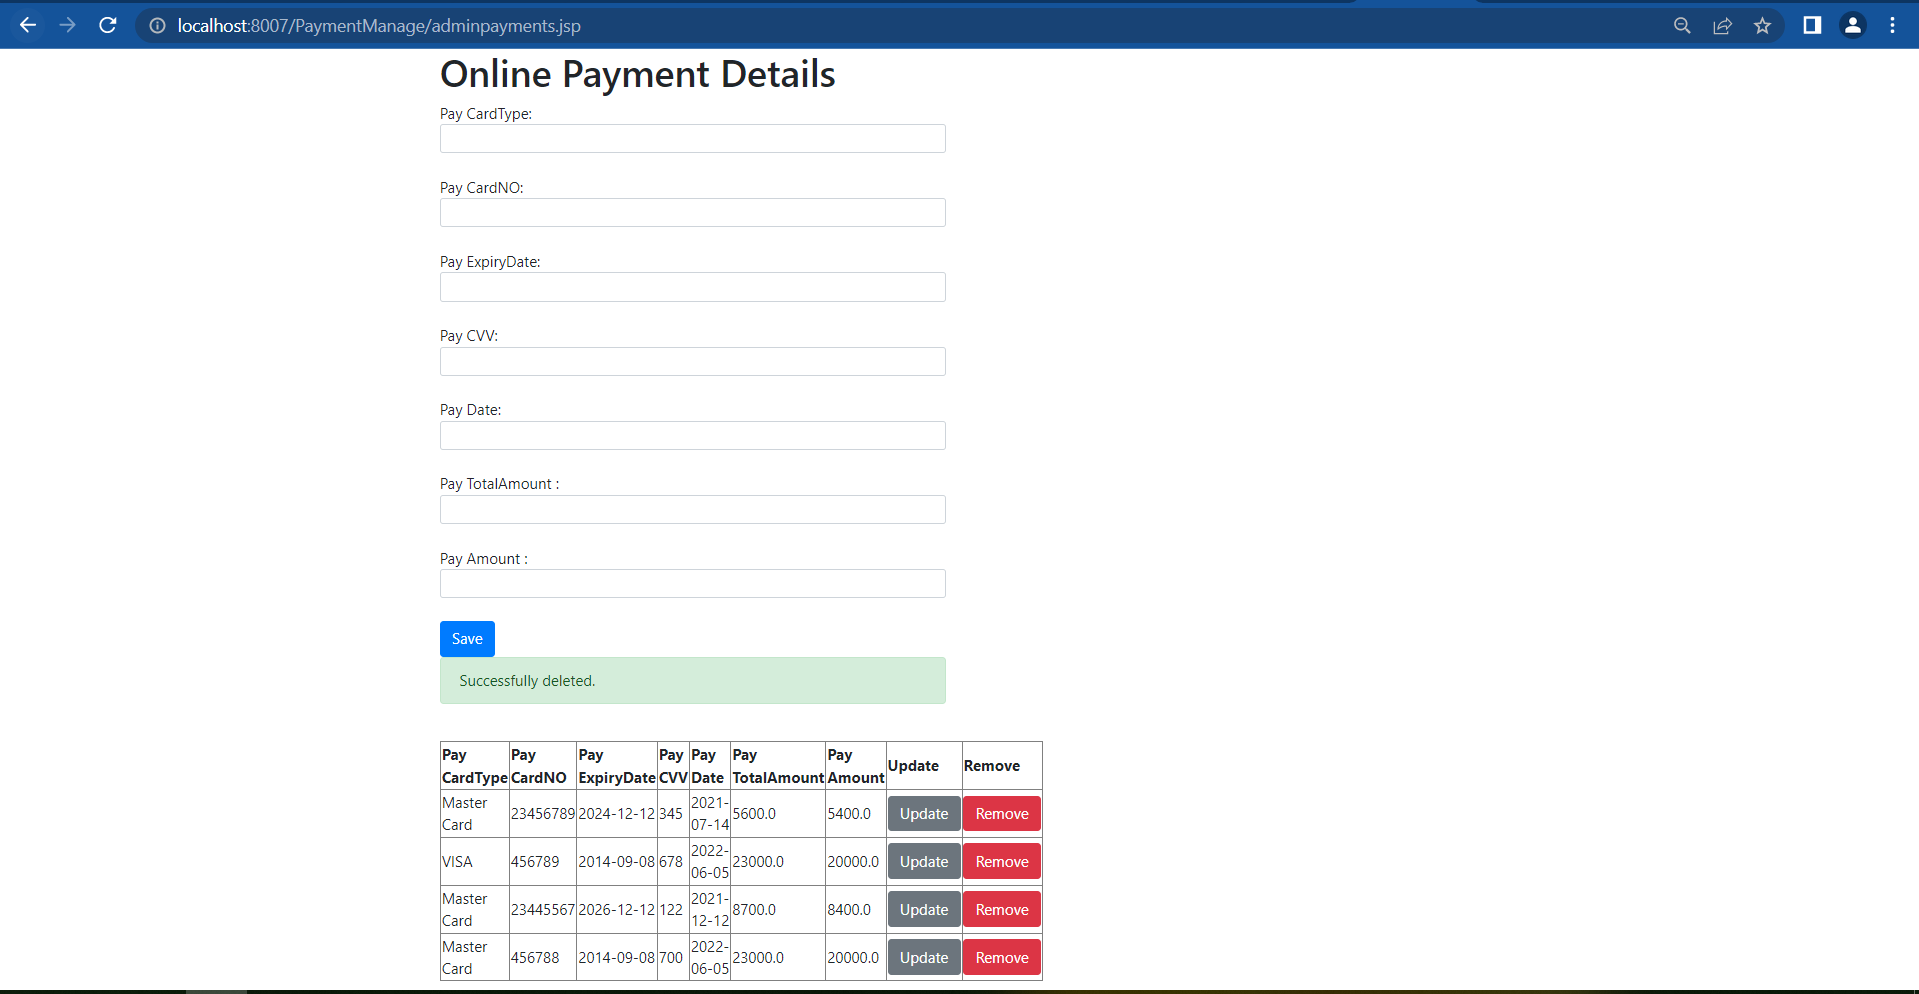 localhost:8007/PaymentManage/adminpayments.jsp
Online Payment Details
Pay CardType:
Pay CardNO:
Pay ExpiryDate:
Pay CVV:
Pay Date:
Pay TotalAmount :
Pay Amount :
Save
Successfully deleted.
Pay CardType Pay CardNO Pay ExpiryDate Pay CVV Pay Date Pay TotalAmount Pay Amount Update Remove
Master Card 23456789 2024-12-12 345 2021-07-14 5600.0 5400.0 Update Remove
VISA 456789 2014-09-08 678 2022-06-05 23000.0 20000.0 Update Remove
Master Card 23445567 2026-12-12 122 2021-12-12 8700.0 8400.0 Update Remove
Master Card 456788 2014-09-08 700 2022-06-05 23000.0 20000.0 Update Remove